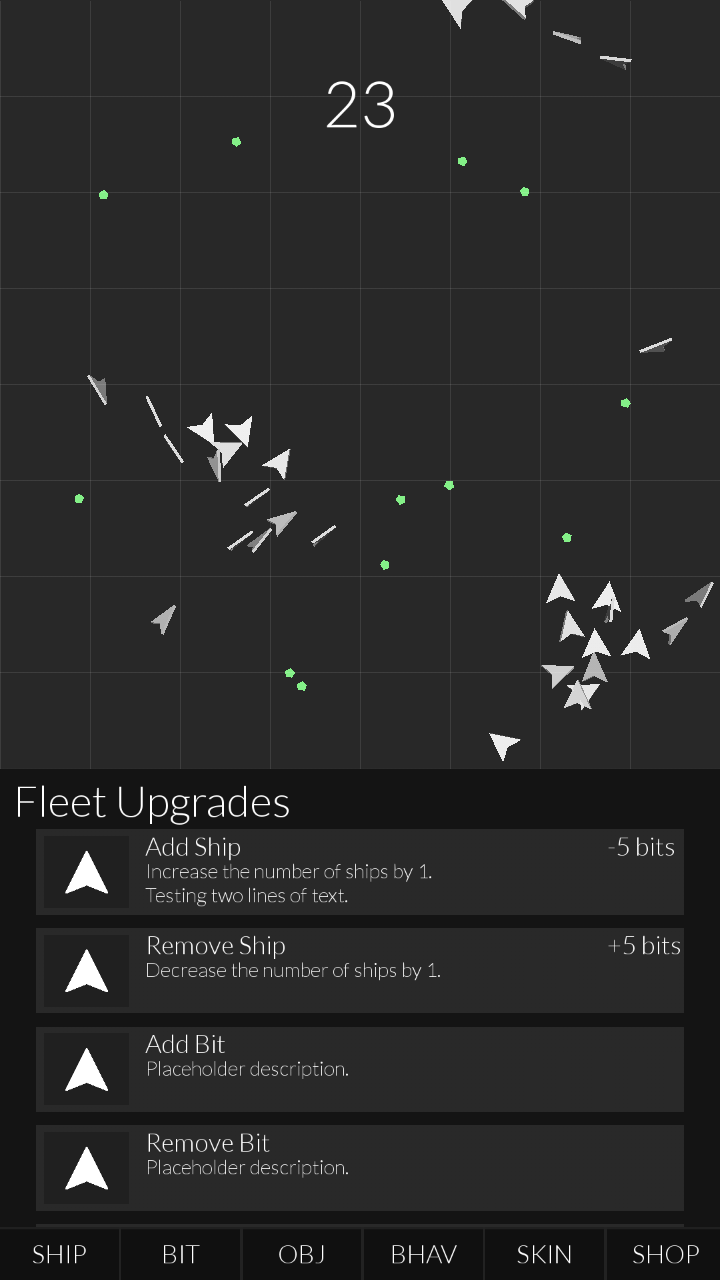 23
Fleet Upgrades
Add Ship -5 bits
Increase the number of ships by 1.
Testing two lines of text.
Remove Ship +5 bits
Decrease the number of ships by 1.
Add Bit
Placeholder description.
Remove Bit
Placeholder description.
SHIP BIT OBJ BHAV SKIN SHOP